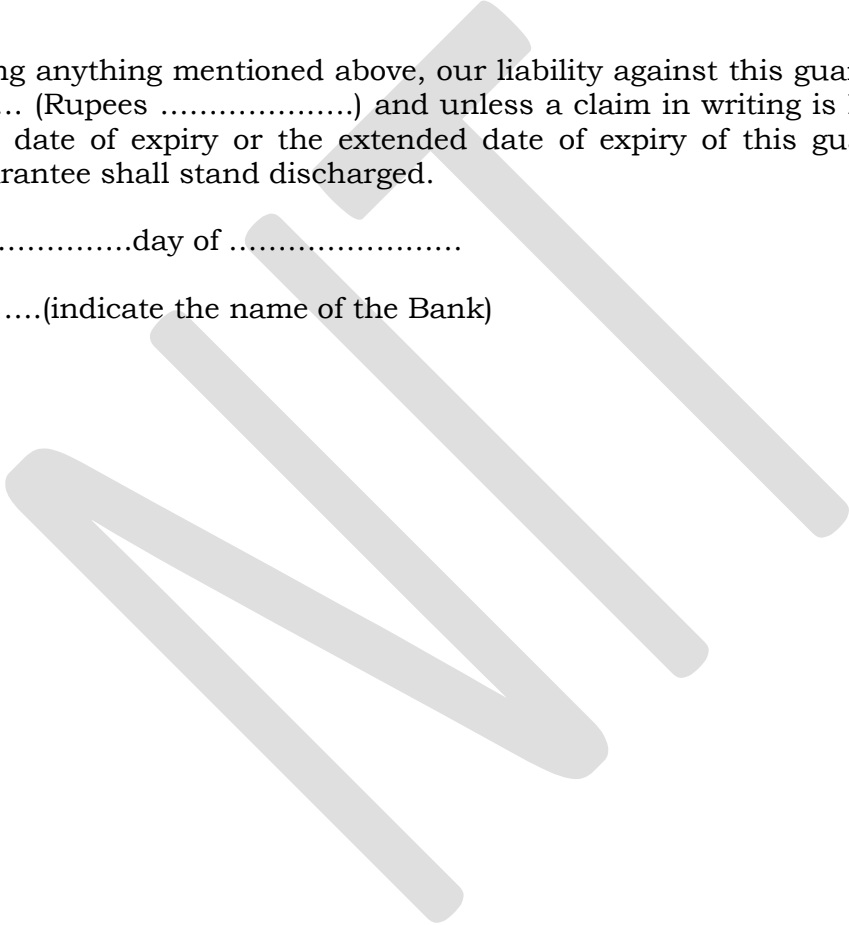 ng anything mentioned above, our liability against this guar
… (Rupees ………………..) and unless a claim in writing is
date of expiry or the extended date of expiry of this gua
rantee shall stand discharged.
……………day of ……………………
….(indicate the name of the Bank)
NIT